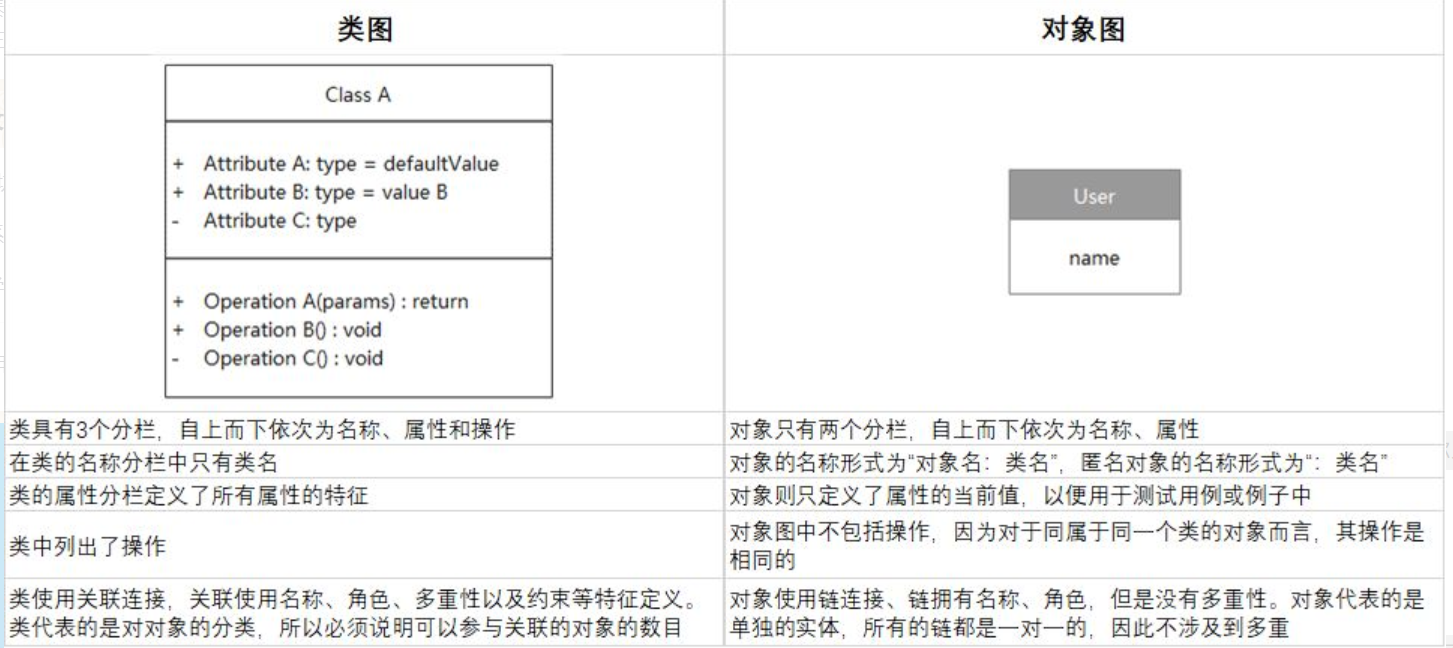 类图
对象图
Class A
+ Attribute A: type = defaultValue
+ Attribute B: type = value B
- Attribute C: type
+ Operation A(params) : return
+ Operation B() : void
- Operation C() : void
User
name
类具有3个分栏，自上而下依次为名称、属性和操作
对象只有两个分栏，自上而下依次为名称、属性
在类的名称分栏中只有类名
对象的名称形式为“对象名：类名”，匿名对象的名称形式为“：类名”
类的属性分栏定义了所有属性的特征
对象则只定义了属性的当前值，以便用于测试用例或例子中
类中列出了操作
对象图中不包括操作，因为对于同属于同一个类的对象而言，其操作是
相同的
类使用关联连接，关联使用名称、角色、多重性以及约束等特征定义。
类代表的是对对象的分类，所以必须说明可以参与关联的对象的数目
对象使用链连接、链拥有名称、角色，但是没有多重性。对象代表的是
单独的实体，所有的链都是一对一的，因此不涉及到多重